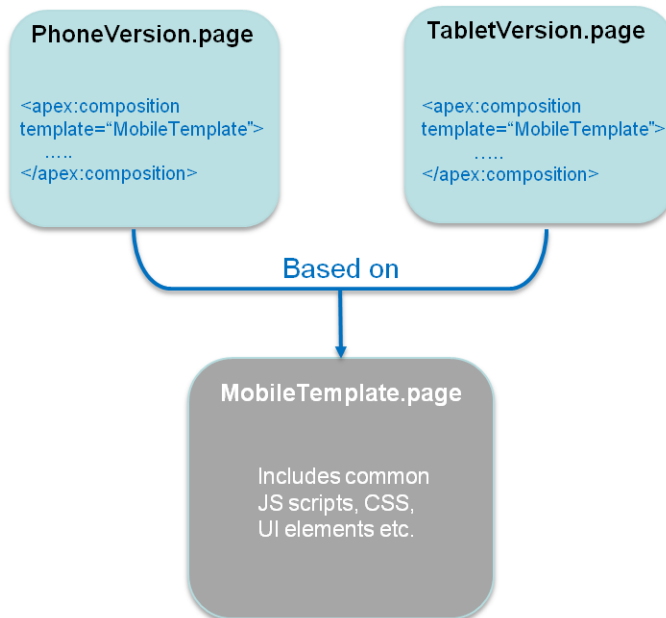 PhoneVersion.page
<apex:composition
template=“MobileTemplate">
…..
</apex:composition>
TabletVersion.page
<apex:composition
template=“MobileTemplate">
…..
</apex:composition>
Based on
MobileTemplate.page
Includes common
JS scripts, CSS,
UI elements etc.